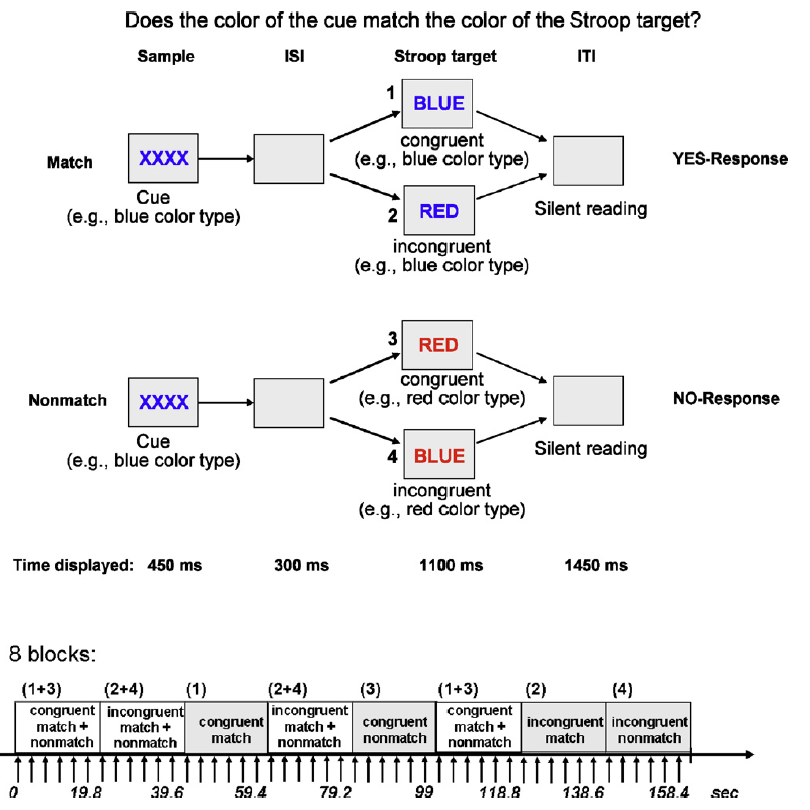 Does the color of the cue match the color of the Stroop target?
Sample ISI Stroop target ITI
1
BLUE
congruent
(e.g., blue color type)
Match
XXXX
YES-Response
Cue
(e.g., blue color type)
2
RED
Silent reading
incongruent
(e.g., blue color type)
3
RED
congruent
(e.g., red color type)
Nonmatch
XXXX
NO-Response
Cue
(e.g., blue color type)
4
BLUE
Silent reading
incongruent
(e.g., red color type)
Time displayed: 450 ms 300 ms 1100 ms 1450 ms
8 blocks:
(1+3) (2+4) (1) (2+4) (3) (1+3) (2) (4)
congruent match + nonmatch
incongruent match + nonmatch
congruent match
incongruent match + nonmatch
congruent nonmatch
congruent match + nonmatch
incongruent match
incongruent nonmatch
0 19.8 39.6 59.4 79.2 99 118.8 138.6 158.4 sec